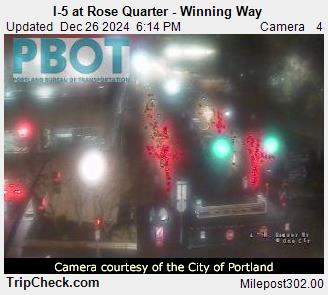 I-5 at Rose Quarter - Winning Way
Updated Dec 26 2024 6:14 PM Camera 4
PBOT
PORTLAND BUREAU OF TRANSPORTATION
Camera courtesy of the City of Portland
TripCheck.com Milepost302.00